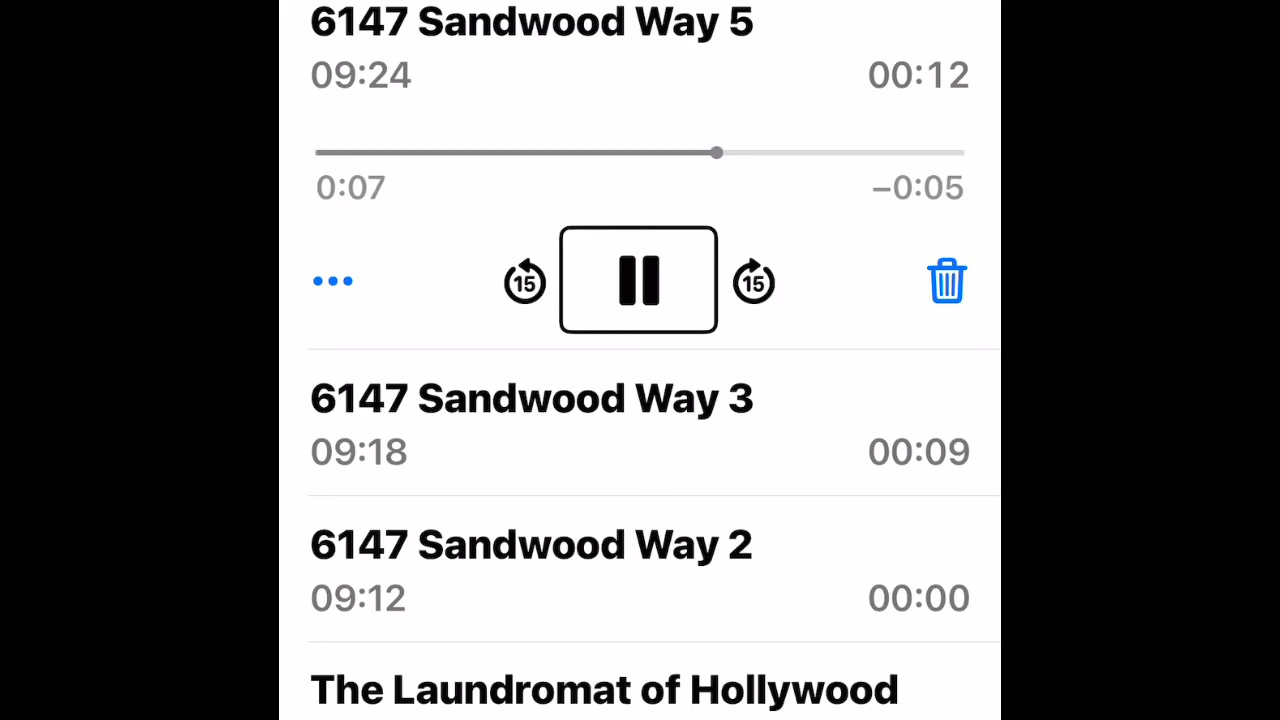 6147 Sandwood Way 5
09:24 00:12
0:07 –0:05
15 15
6147 Sandwood Way 3
09:18 00:09
6147 Sandwood Way 2
09:12 00:00
The Laundromat of Hollywood